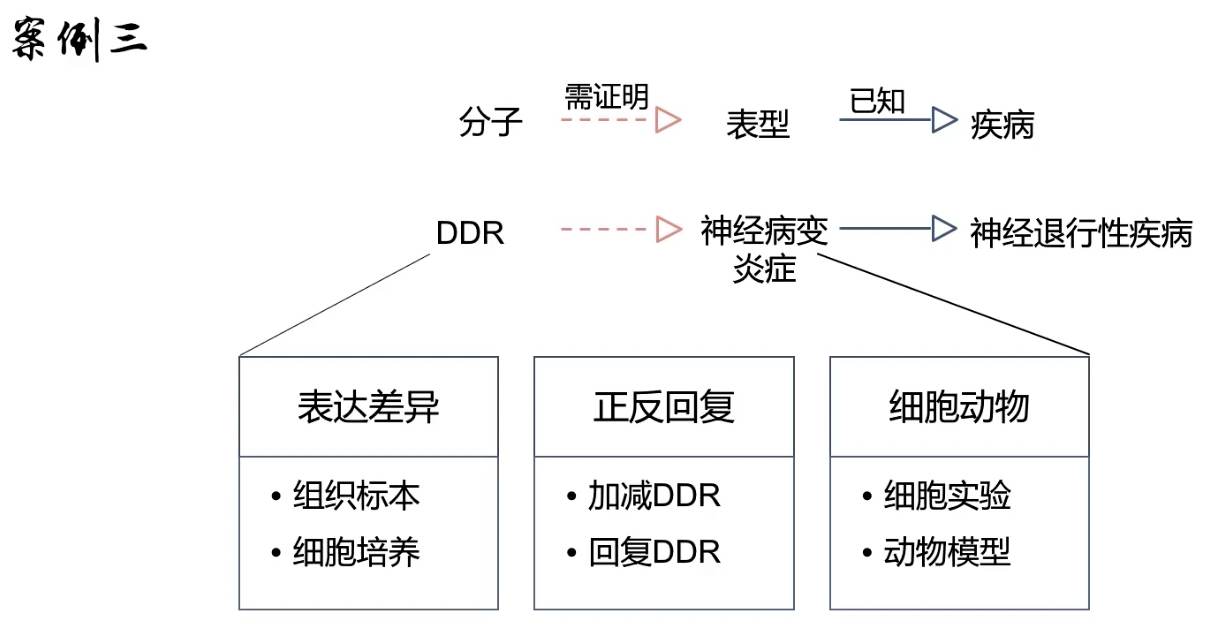 案例三
需证明
已知
分子
表型
疾病
DDR
神经病变
炎症
神经退行性疾病
表达差异
• 组织标本
• 细胞培养
正反回复
• 加减DDR
• 回复DDR
细胞动物
• 细胞实验
• 动物模型